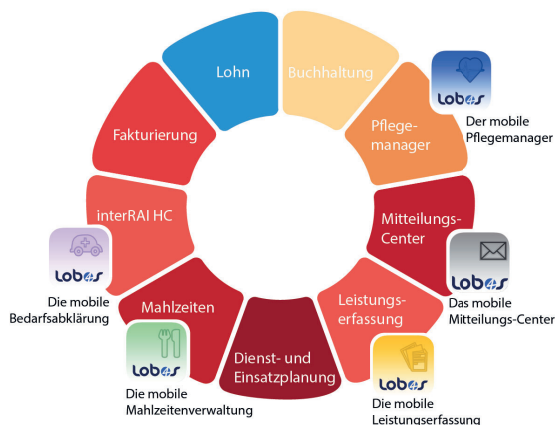 Lohn
Buchhaltung
Pflege-
manager
Lobos
Der mobile
Pflegemanager
Mitteilungs-
Center
Lobos
Das mobile
Mitteilungs-Center
Leistungs-
erfassung
Lobos
Die mobile
Leistungserfassung
Dienst- und
Einsatzplanung
Mahlzeiten
Lobos
Die mobile
Mahlzeitenverwaltung
interRAI HC
Lobos
Die mobile
Bedarfsabklärung
Fakturierung